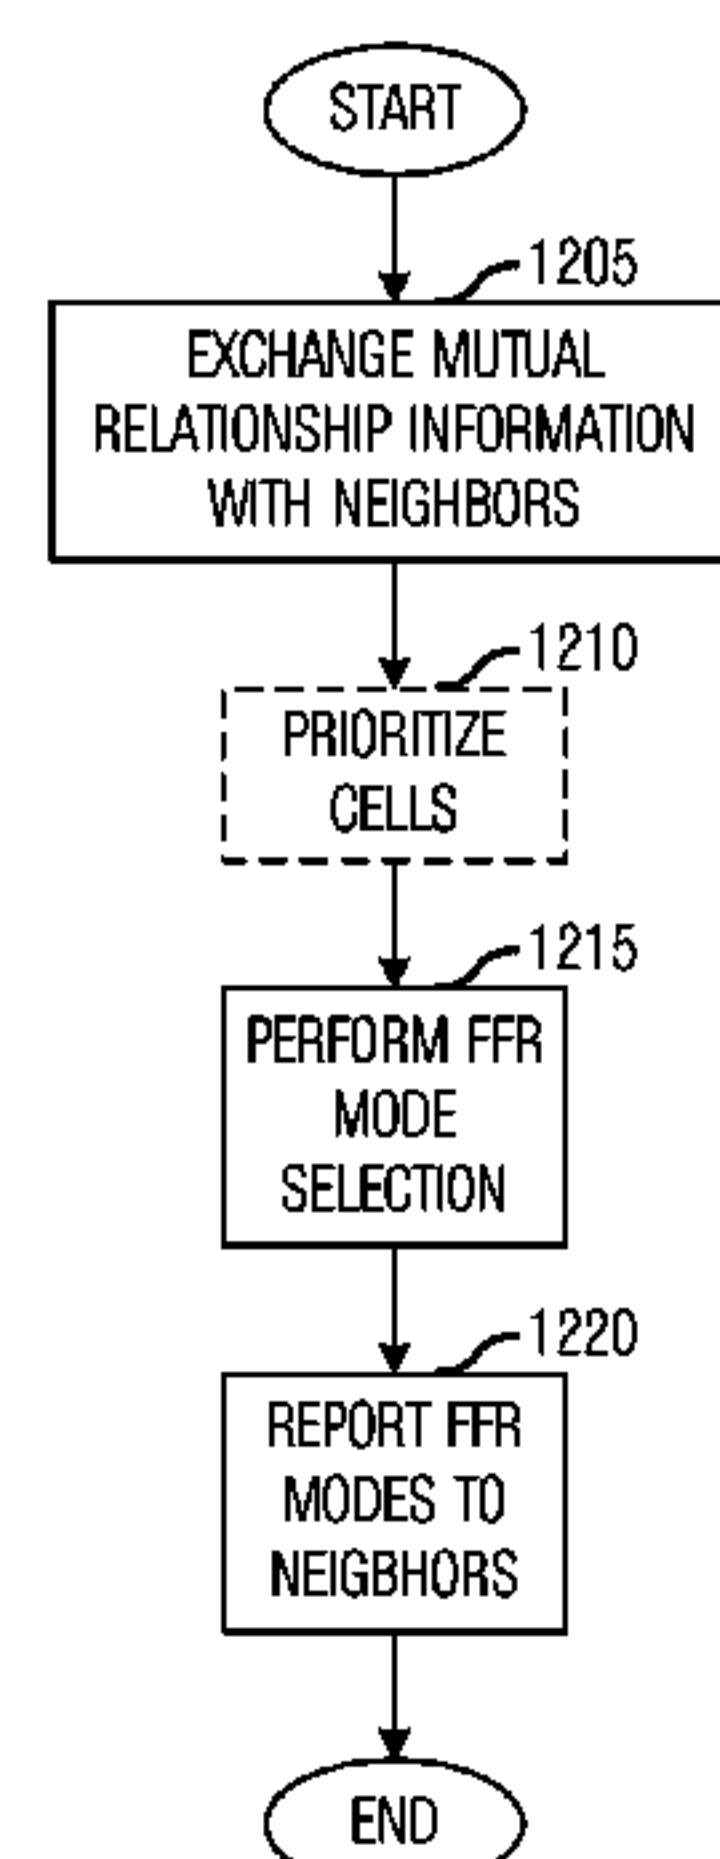 START
1205
EXCHANGE MUTUAL
RELATIONSHIP INFORMATION
WITH NEIGHBORS
1210
PRIORITIZE
CELLS
1215
PERFORM FFR
MODE
SELECTION
1220
REPORT FFR
MODES TO
NEIGBHORS
END